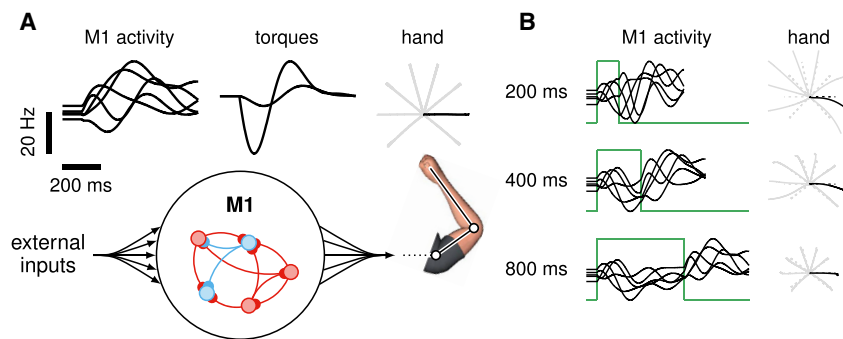 A
M1 activity
torques
hand
20 Hz
200 ms
M1
external
inputs
B
M1 activity
hand
200 ms
400 ms
800 ms